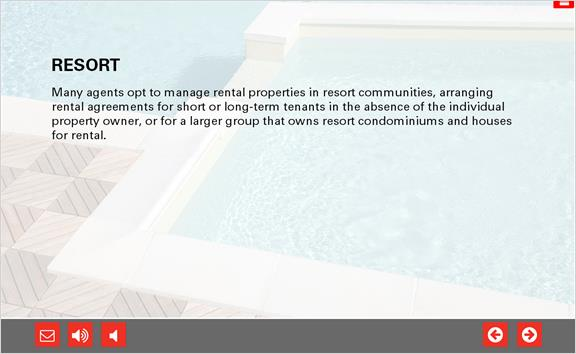 RESORT
Many agents opt to manage rental properties in resort communities, arranging
rental agreements for short or long-term tenants in the absence of the individual
property owner, or for a larger group that owns resort condominiums and houses
for rental.